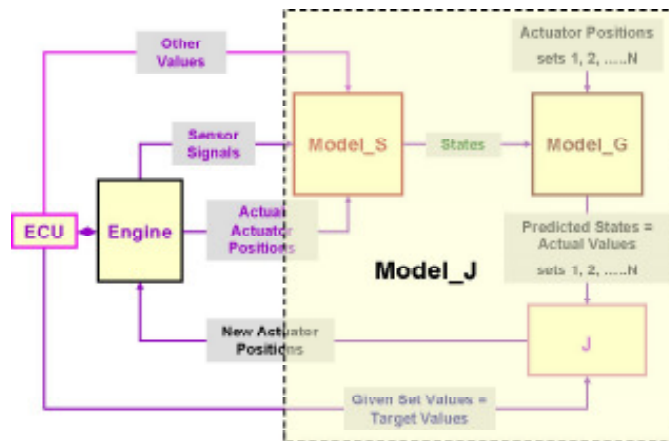 Other
Values
Actuator Positions
sets 1, 2, .....N
Sensor
Signals
Model_S
States
Model_G
ECU
Engine
Actual
Actuator
Positions
Predicted States =
Actual Values
sets 1, 2, .....N
Model_J
New Actuator
Positions
J
Given Set Values =
Target Values